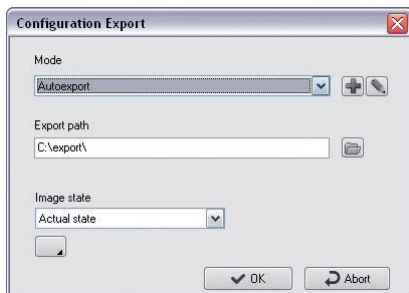 Configuration Export
Mode
Autoexport
Export path
C:\export\
Image state
Actual state
OK
Abort